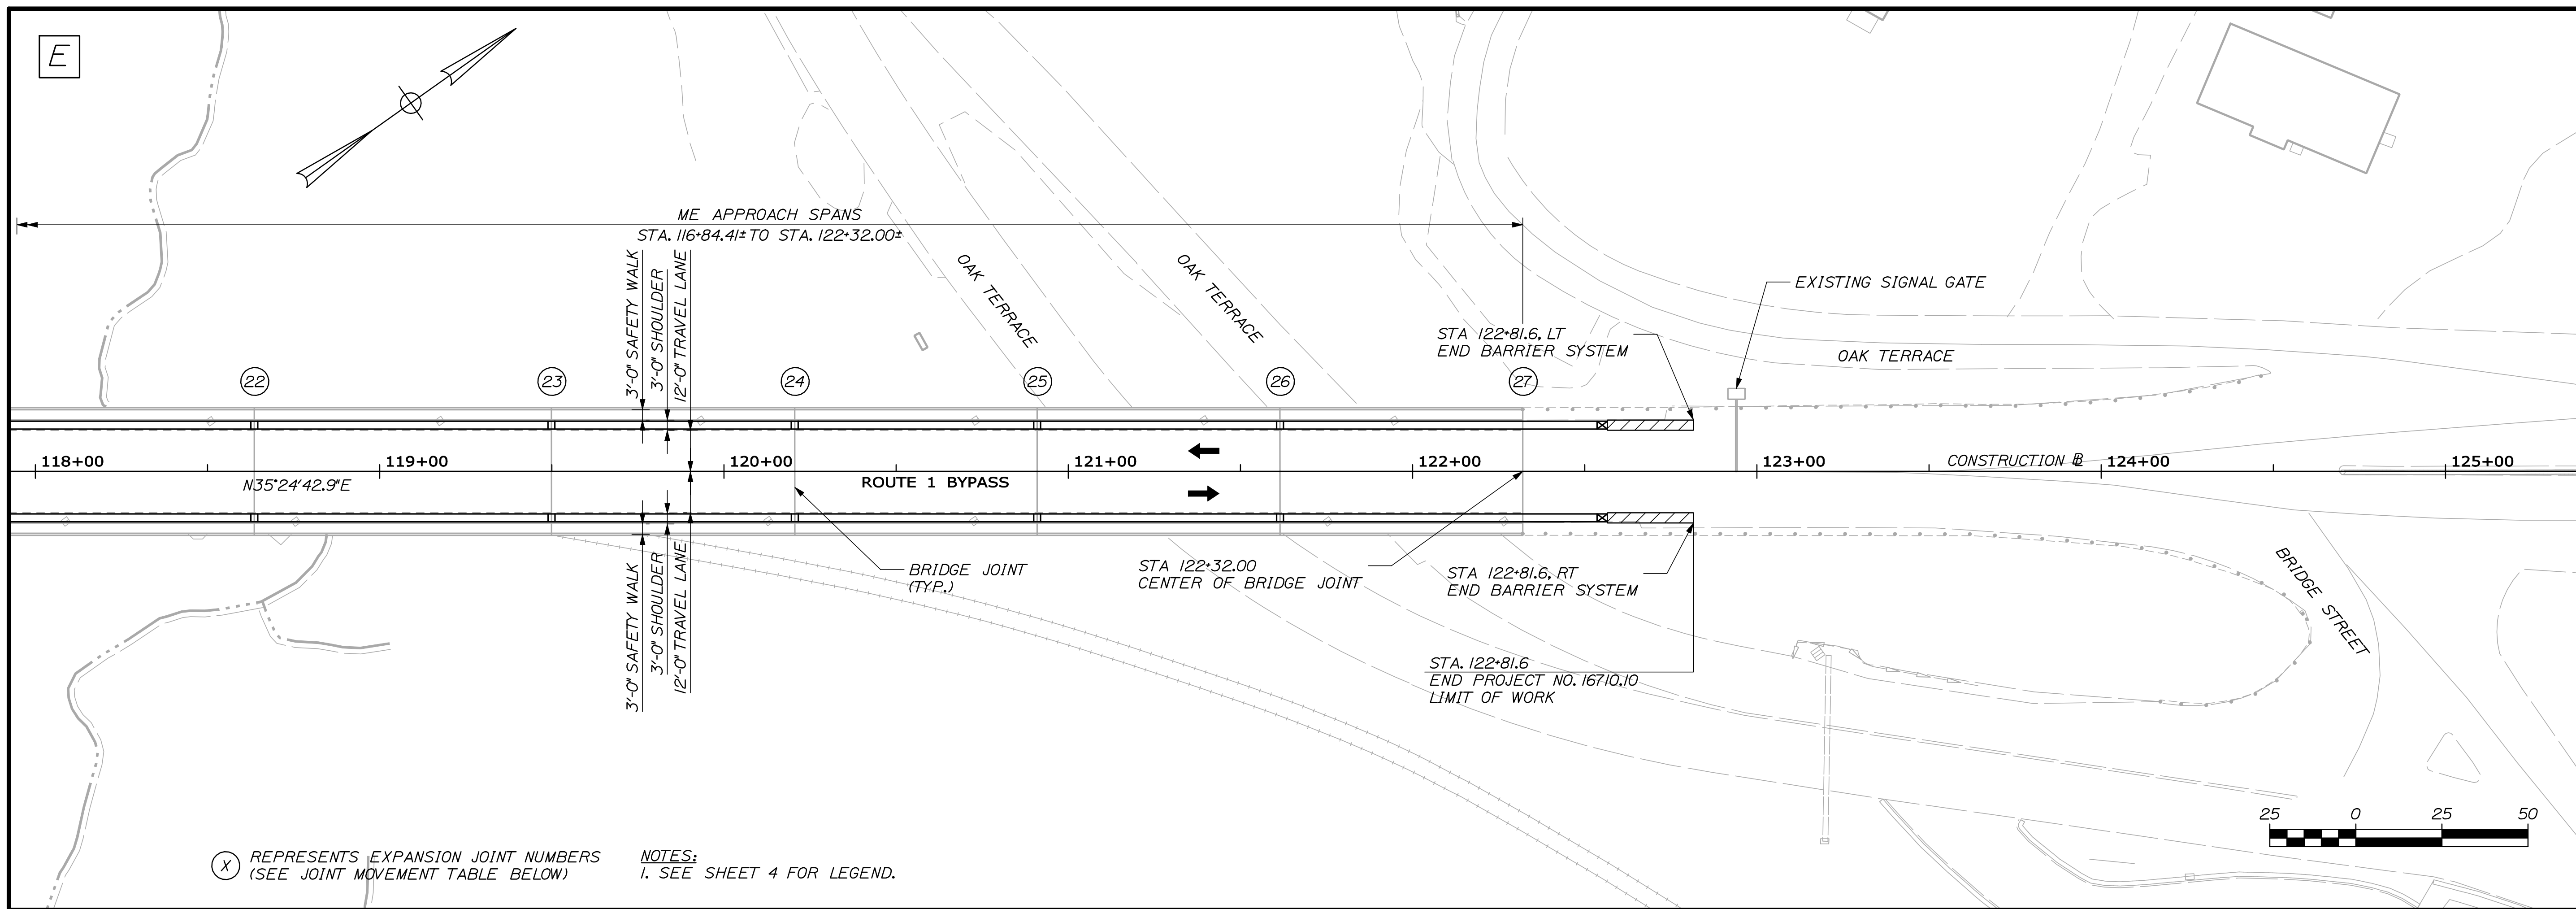 E
ME APPROACH SPANS
STA. 116+84.41± TO STA. 122+32.00±
3'-0" SAFETY WALK
3'-0" SHOULDER
12'-0" TRAVEL LANE
OAK TERRACE
OAK TERRACE
EXISTING SIGNAL GATE
STA 122+81.6, LT
END BARRIER SYSTEM
OAK TERRACE
22
23
24
25
26
27
118+00
119+00
120+00
121+00
122+00
123+00
CONSTRUCTION BL
124+00
125+00
N35°24'42.9"E
ROUTE 1 BYPASS
3'-0" SAFETY WALK
3'-0" SHOULDER
12'-0" TRAVEL LANE
BRIDGE JOINT
(TYP.)
STA 122+32.00
CENTER OF BRIDGE JOINT
STA 122+81.6, RT
END BARRIER SYSTEM
BRIDGE STREET
STA. 122+81.6
END PROJECT NO. 16710.10
LIMIT OF WORK
25 0 25 50
X REPRESENTS EXPANSION JOINT NUMBERS
(SEE JOINT MOVEMENT TABLE BELOW)
NOTES:
1. SEE SHEET 4 FOR LEGEND.